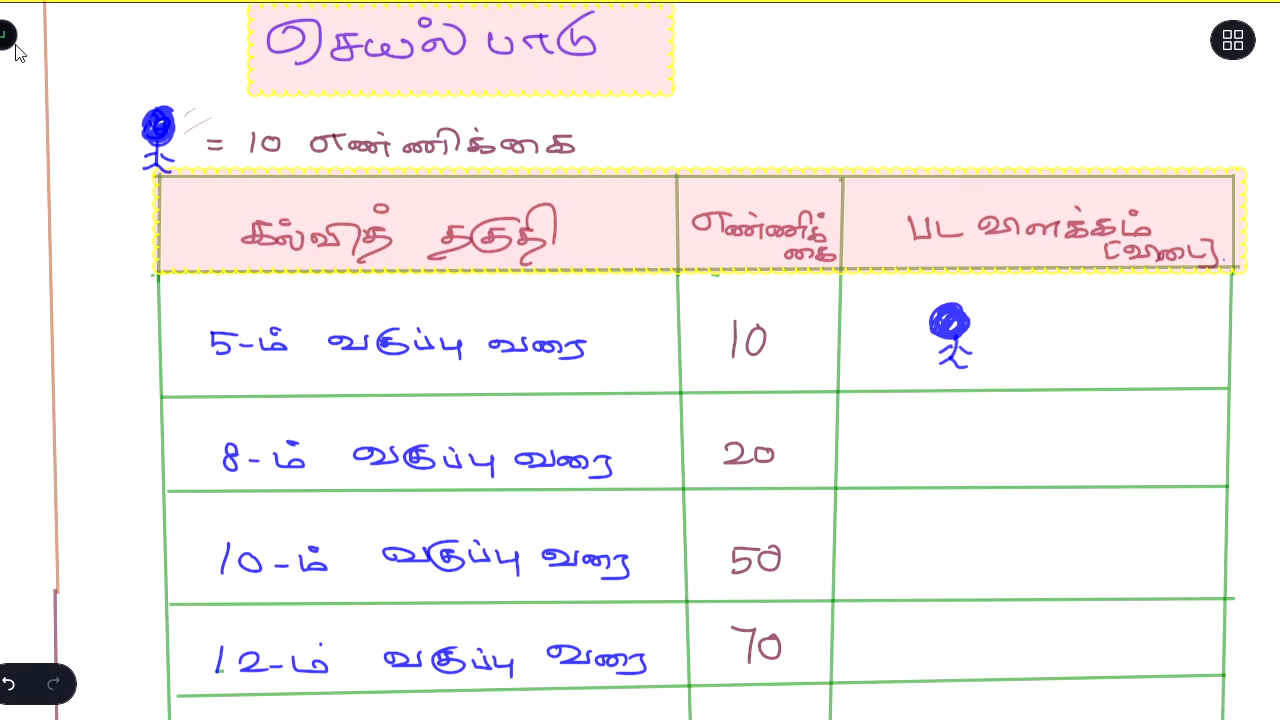 செயல் பாடு
= 10 எண்ணிக்கை
கல்வித் தகுதி எண்ணிக்கை பட விளக்கம் [விடை].
5-ம் வகுப்பு வரை 10
8-ம் வகுப்பு வரை 20
10-ம் வகுப்பு வரை 50
12-ம் வகுப்பு வரை 70